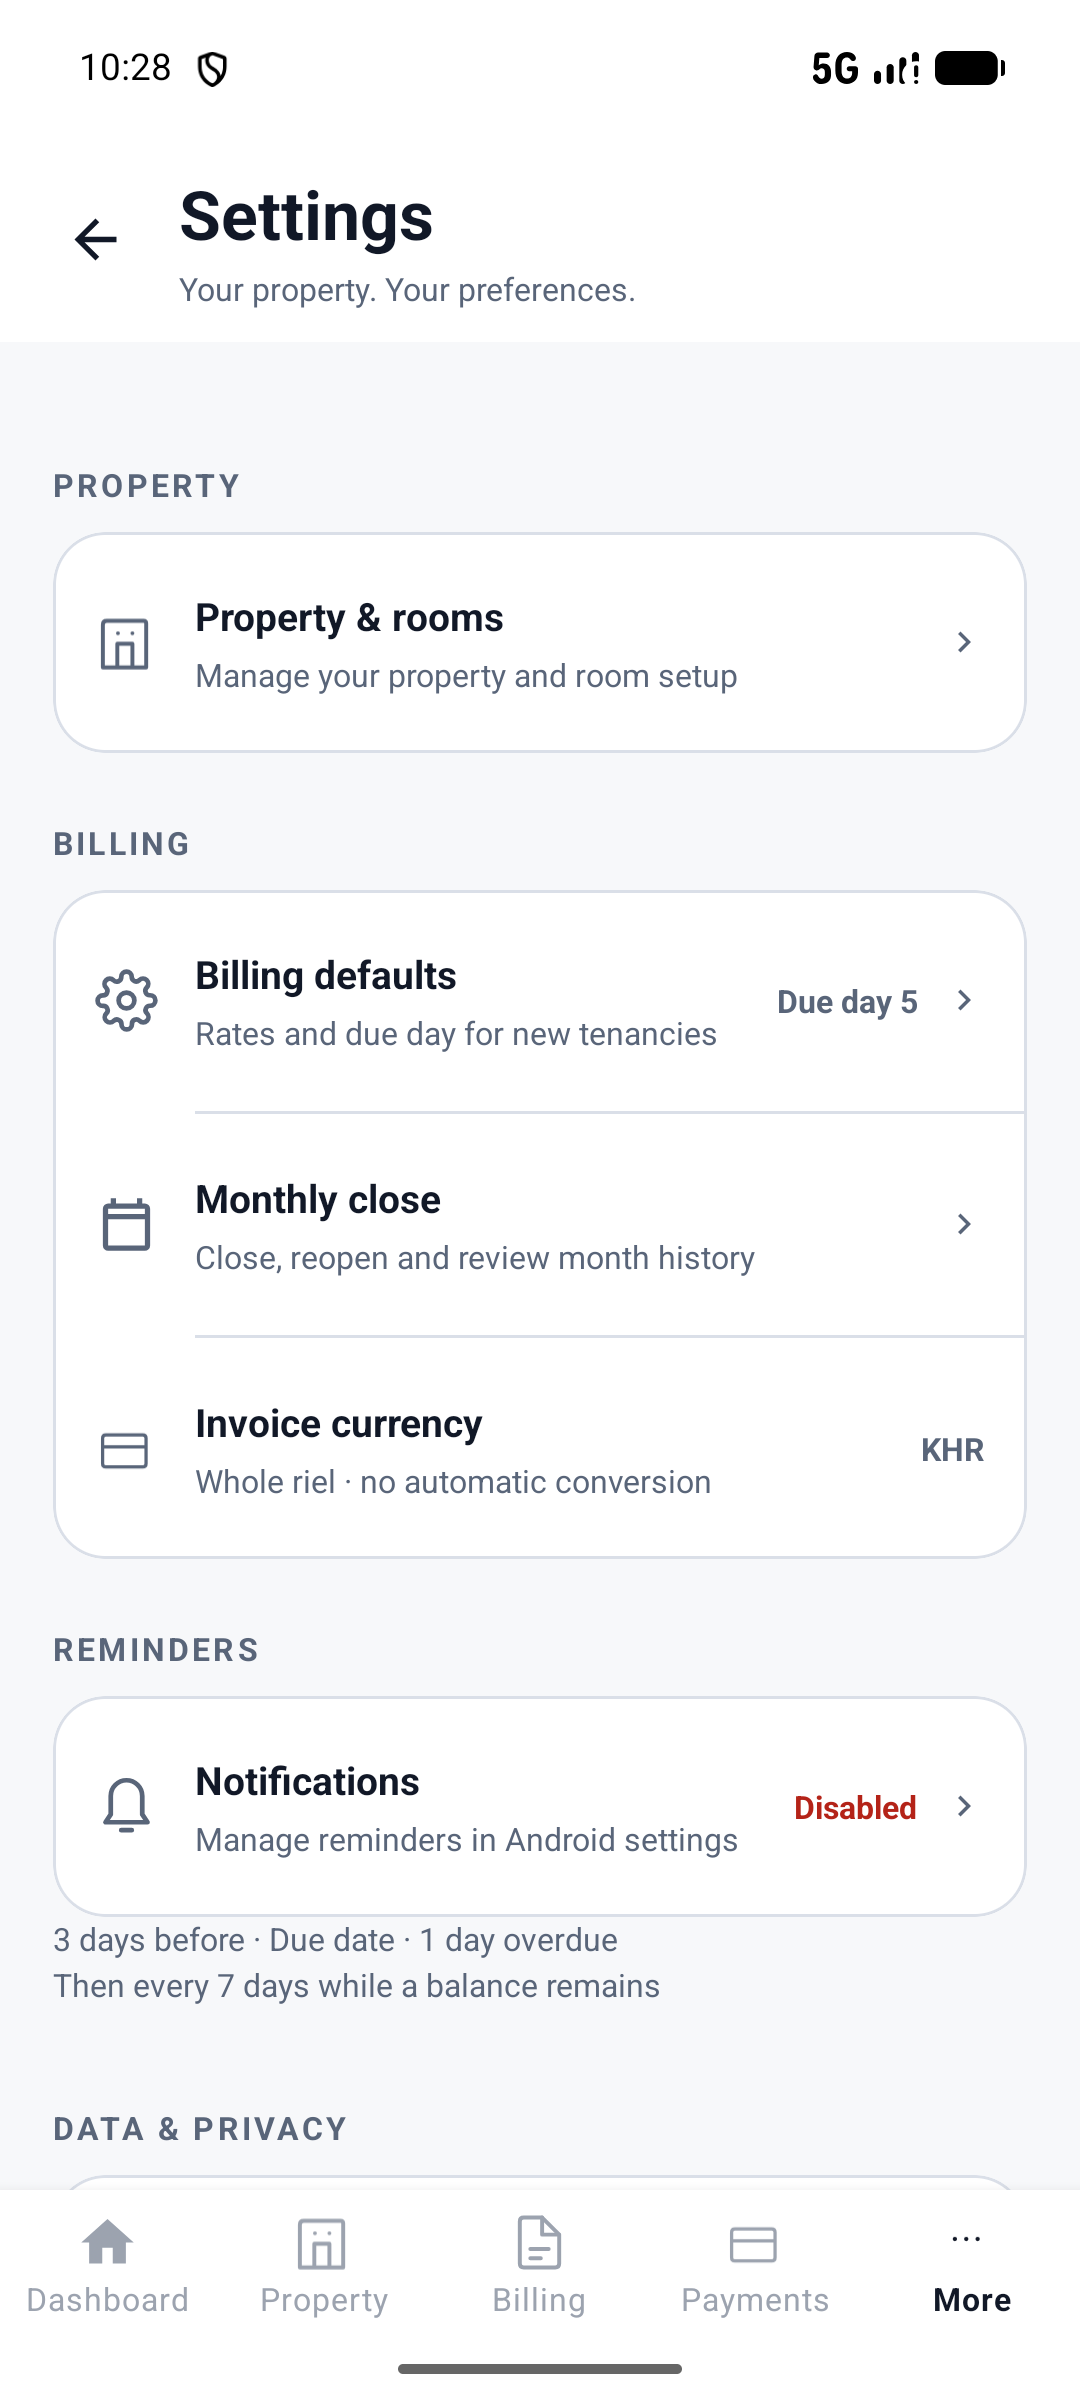 10:28
5G
Settings
Your property. Your preferences.
PROPERTY
Property & rooms
Manage your property and room setup
BILLING
Billing defaults
Rates and due day for new tenancies
Due day 5
Monthly close
Close, reopen and review month history
Invoice currency
Whole riel · no automatic conversion
KHR
REMINDERS
Notifications
Manage reminders in Android settings
Disabled
3 days before · Due date · 1 day overdue
Then every 7 days while a balance remains
DATA & PRIVACY
Dashboard
Property
Billing
Payments
More